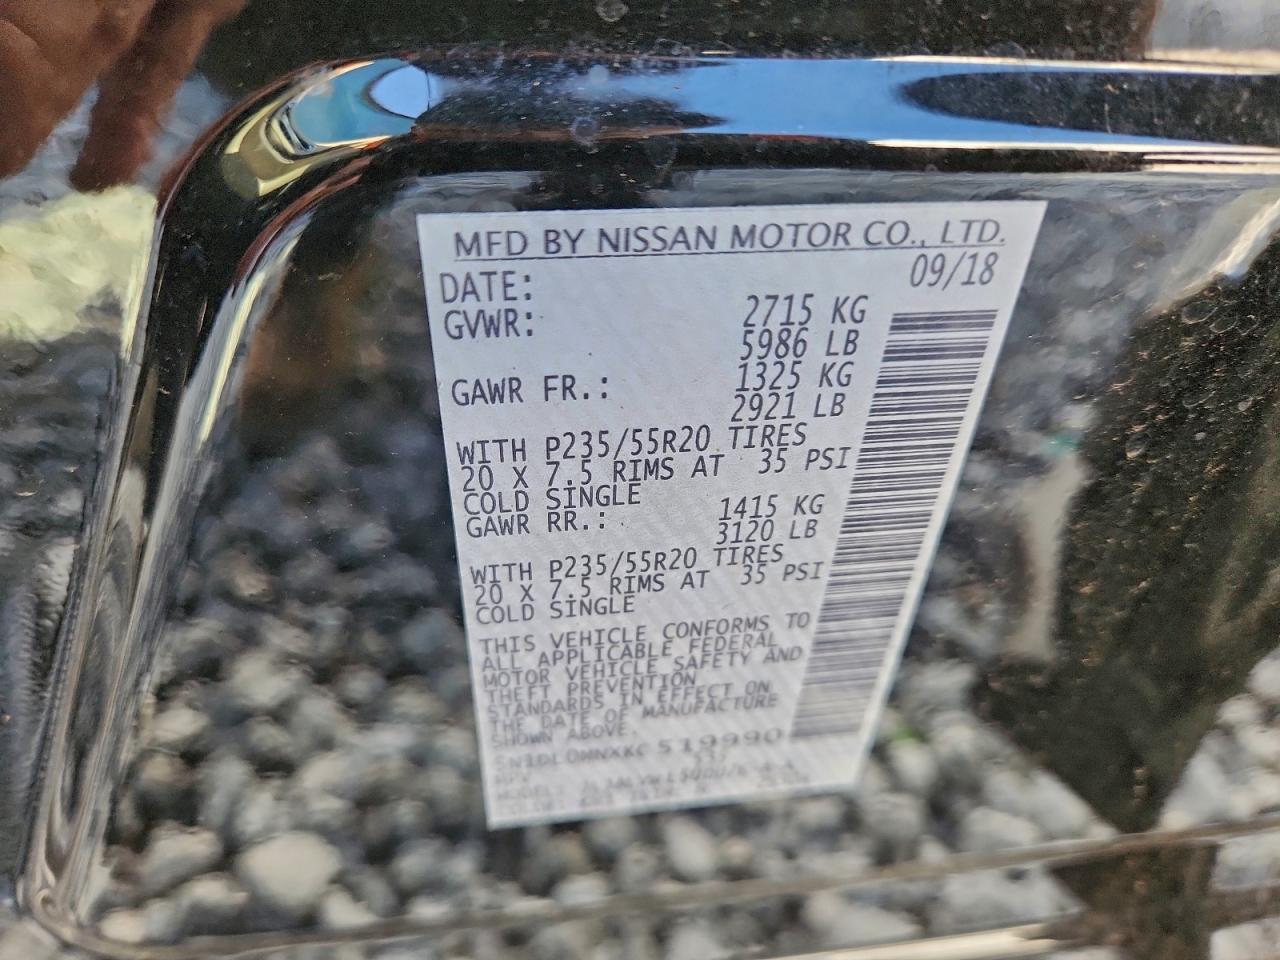 MFD BY NISSAN MOTOR CO., LTD.
DATE: 09/18
GVWR: 2715 KG
5986 LB
GAWR FR.: 1325 KG
2921 LB
WITH P235/55R20 TIRES
20 X 7.5 RIMS AT 35 PSI
COLD SINGLE
GAWR RR.: 1415 KG
3120 LB
WITH P235/55R20 TIRES
20 X 7.5 RIMS AT 35 PSI
COLD SINGLE
THIS VEHICLE CONFORMS TO
ALL APPLICABLE FEDERAL
MOTOR VEHICLE SAFETY AND
THEFT PREVENTION
STANDARDS IN EFFECT ON
THE DATE OF MANUFACTURE
SHOWN ABOVE.
519990
MPV
MODEL: